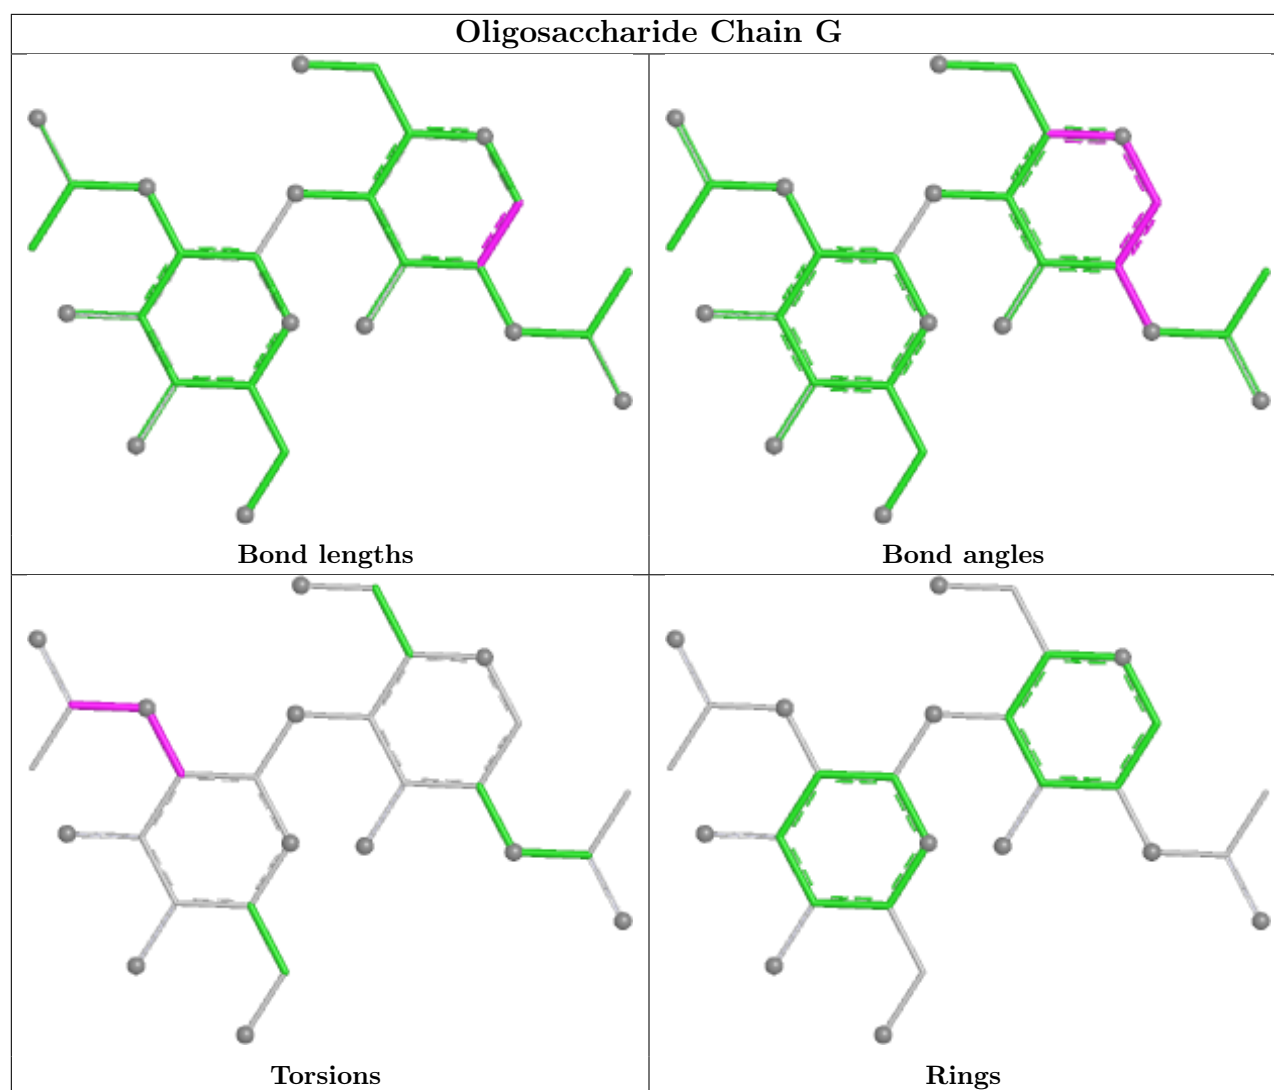 Oligosaccharide Chain G
Bond lengths
Bond angles
Torsions
Rings